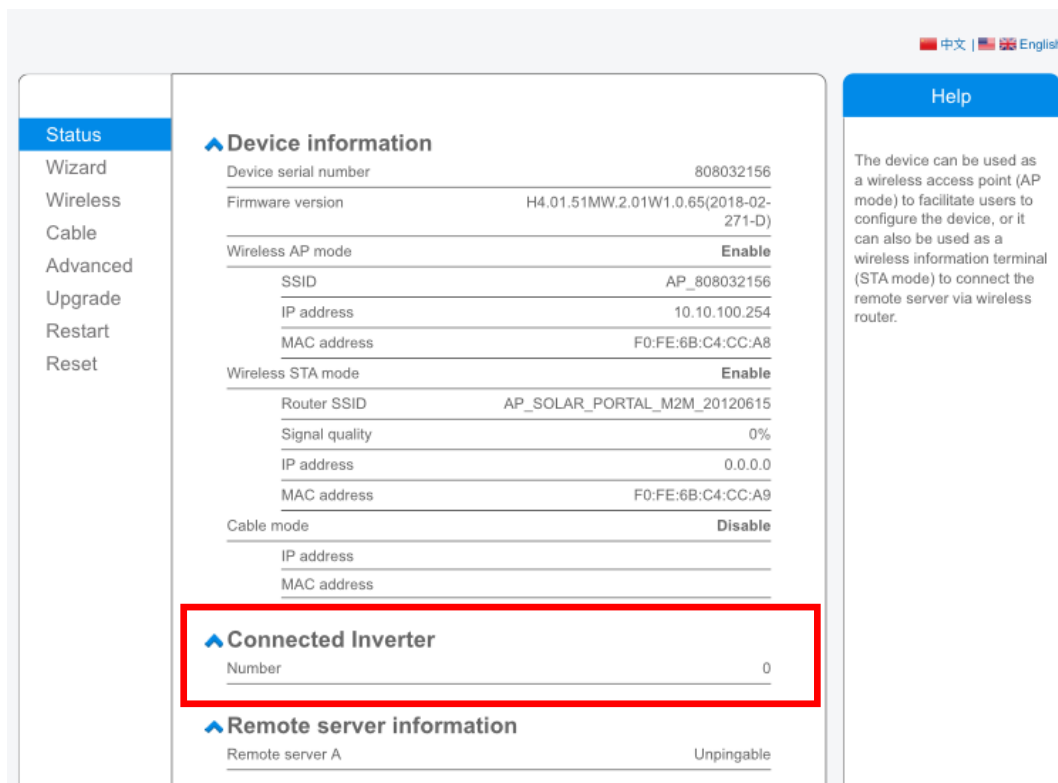 中文 | English
Help
Status
Wizard
Wireless
Cable
Advanced
Upgrade
Restart
Reset
Device information
Device serial number 808032156
Firmware version H4.01.51MW.2.01W1.0.65(2018-02-
271-D)
Wireless AP mode Enable
SSID AP_808032156
IP address 10.10.100.254
MAC address F0:FE:6B:C4:CC:A8
Wireless STA mode Enable
Router SSID AP_SOLAR_PORTAL_M2M_20120615
Signal quality 0%
IP address 0.0.0.0
MAC address F0:FE:6B:C4:CC:A9
Cable mode Disable
IP address
MAC address
Connected Inverter
Number 0
Remote server information
Remote server A Unpingable
The device can be used as
a wireless access point (AP
mode) to facilitate users to
configure the device, or it
can also be used as a
wireless information terminal
(STA mode) to connect the
remote server via wireless
router.